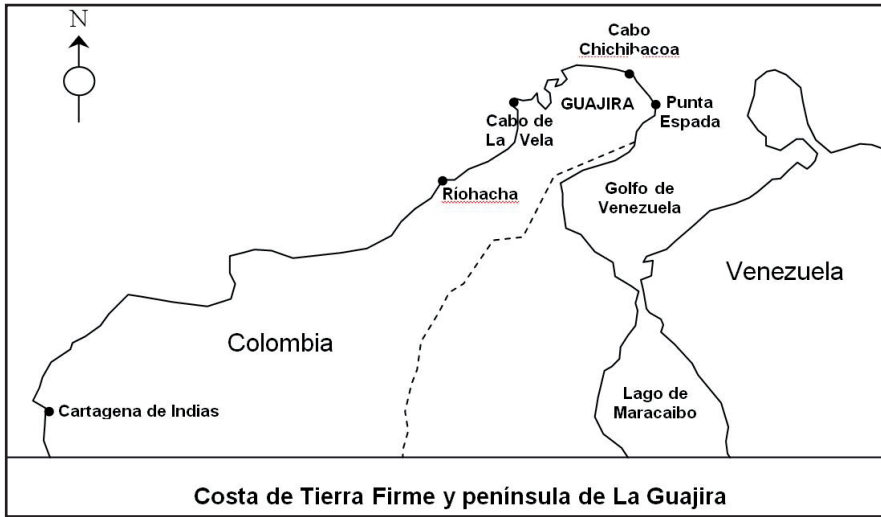 N
Cabo
Chichibacoa
GUAJIRA
Punta
Espada
Cabo de
La Vela
Ríohacha
Golfo de
Venezuela
Venezuela
Colombia
Lago de
Maracaibo
Cartagena de Indias
Costa de Tierra Firme y península de La Guajira